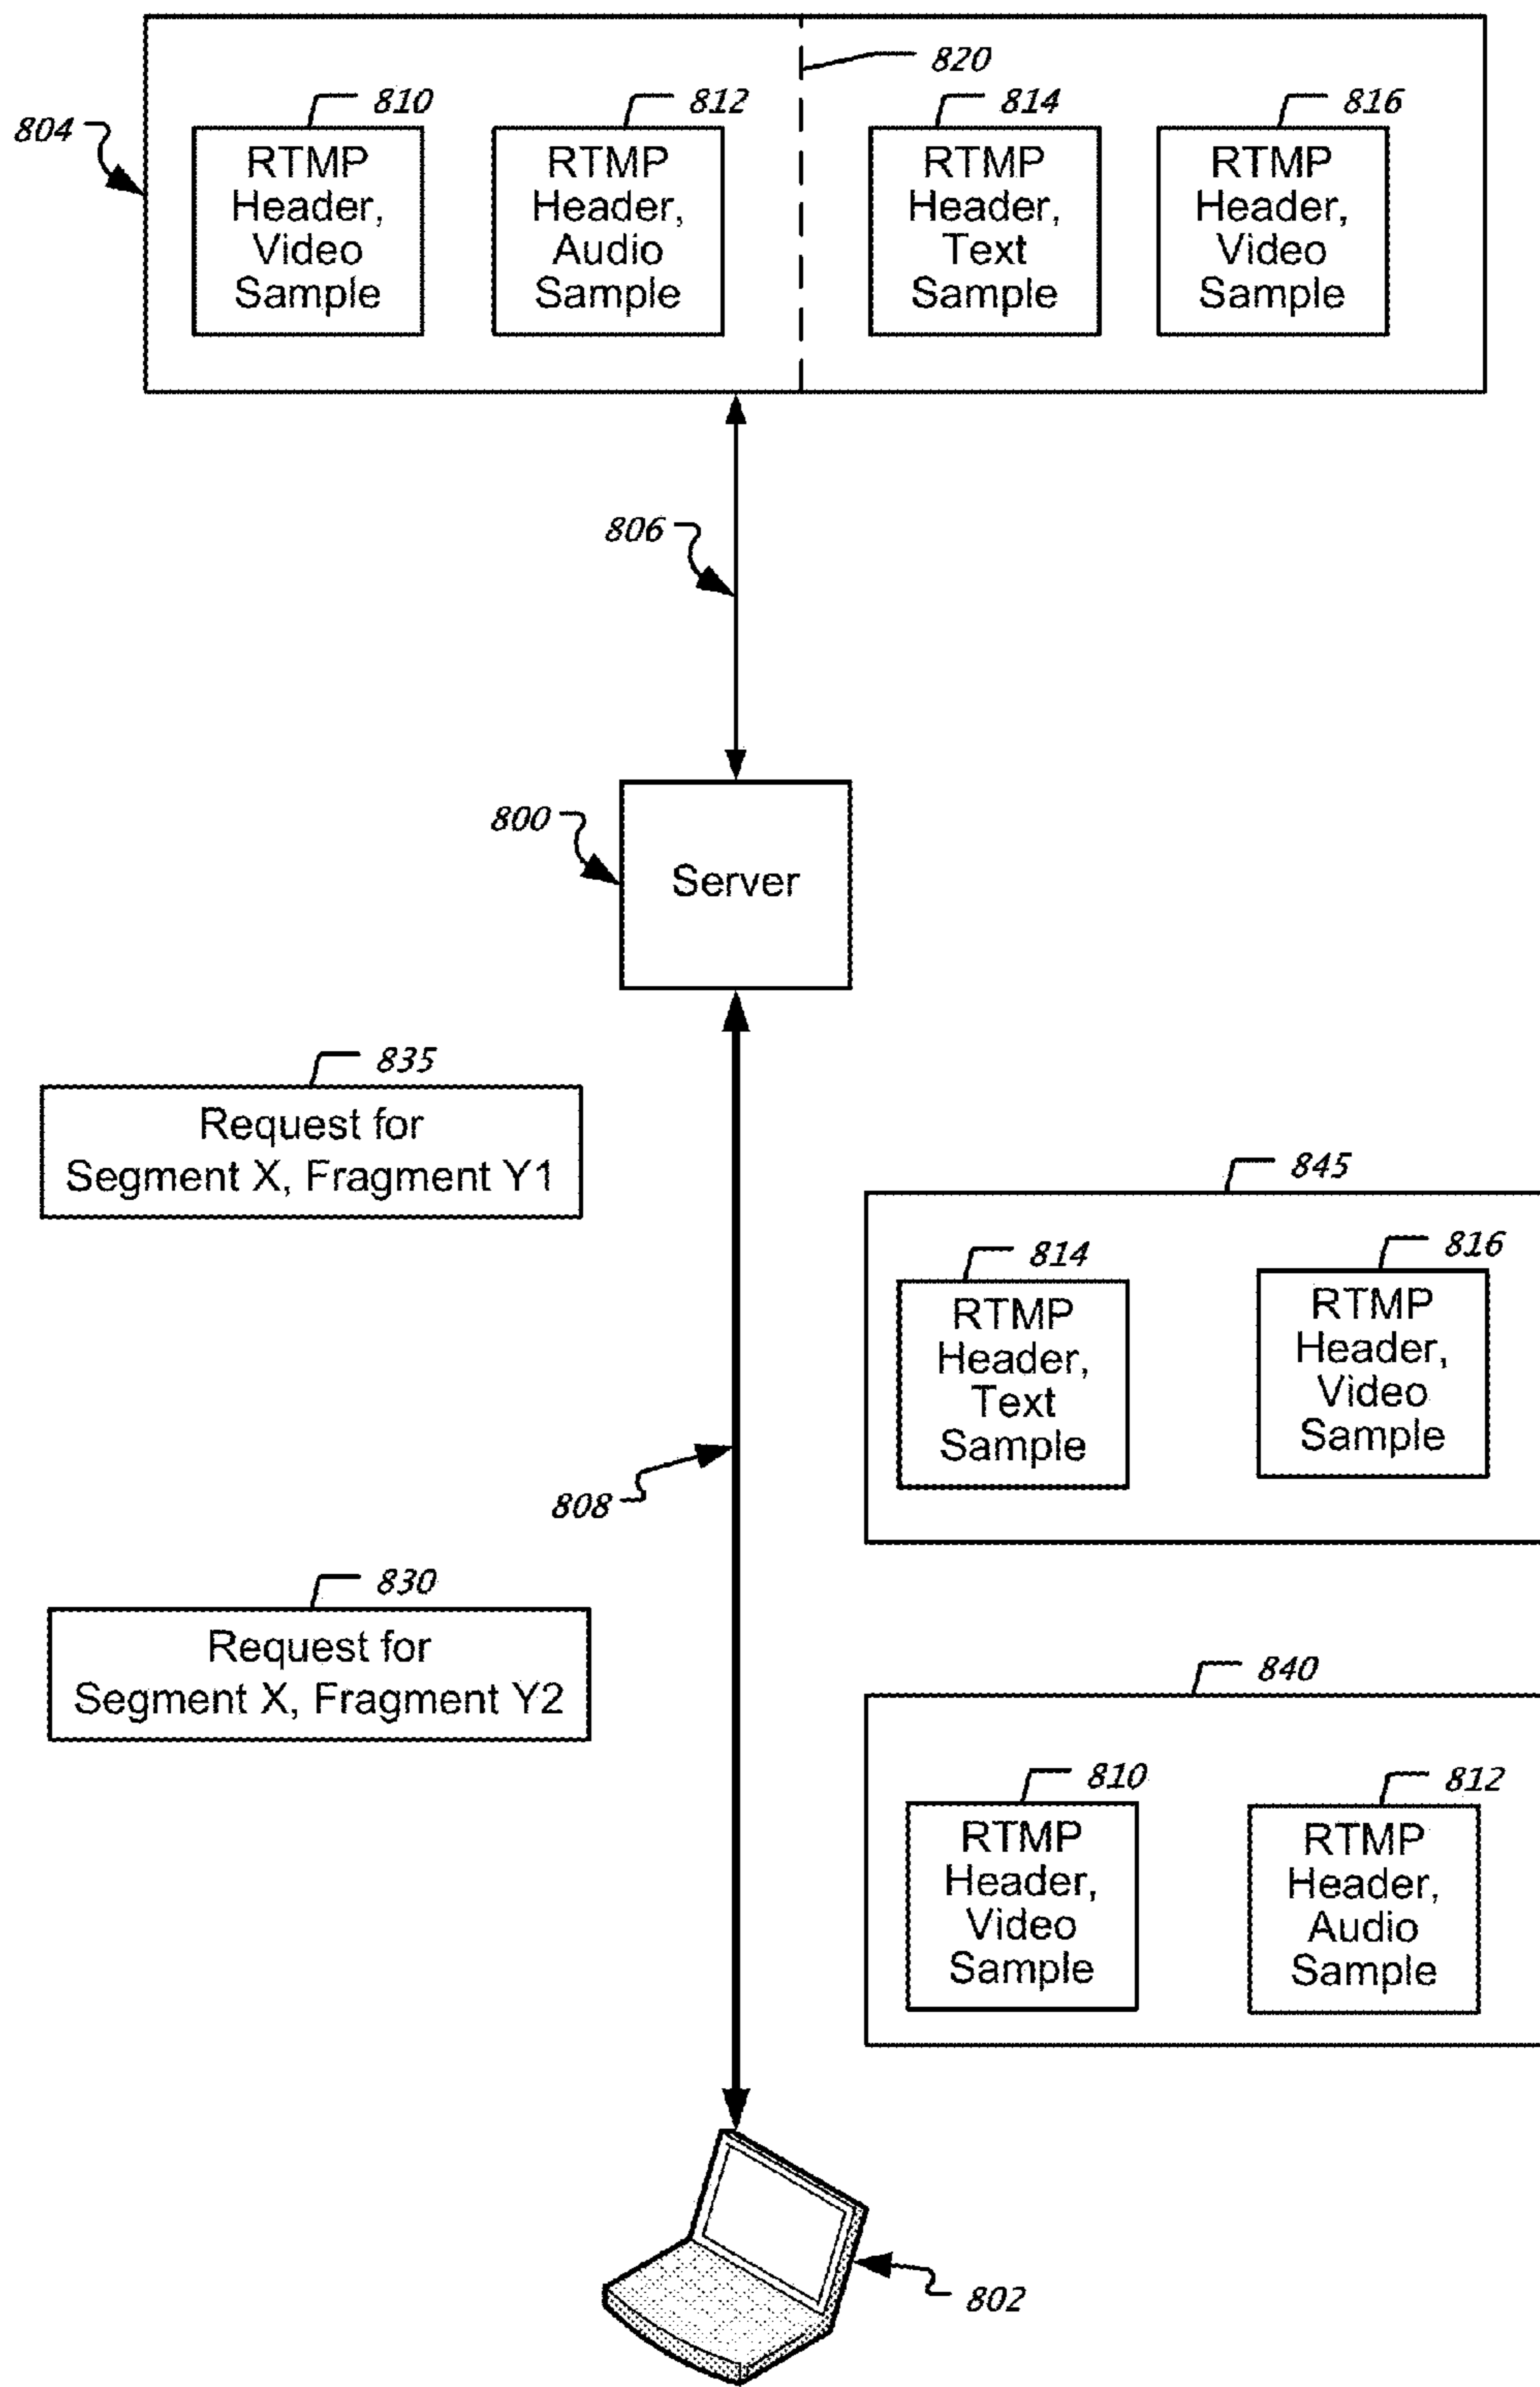 820
810
812
814
816
804
RTMP
Header,
Video
Sample
RTMP
Header,
Audio
Sample
RTMP
Header,
Text
Sample
RTMP
Header,
Video
Sample
806
800
Server
835
Request for
Segment X, Fragment Y1
845
814
816
RTMP
Header,
Text
Sample
RTMP
Header,
Video
Sample
808
830
Request for
Segment X, Fragment Y2
840
810
812
RTMP
Header,
Video
Sample
RTMP
Header,
Audio
Sample
802